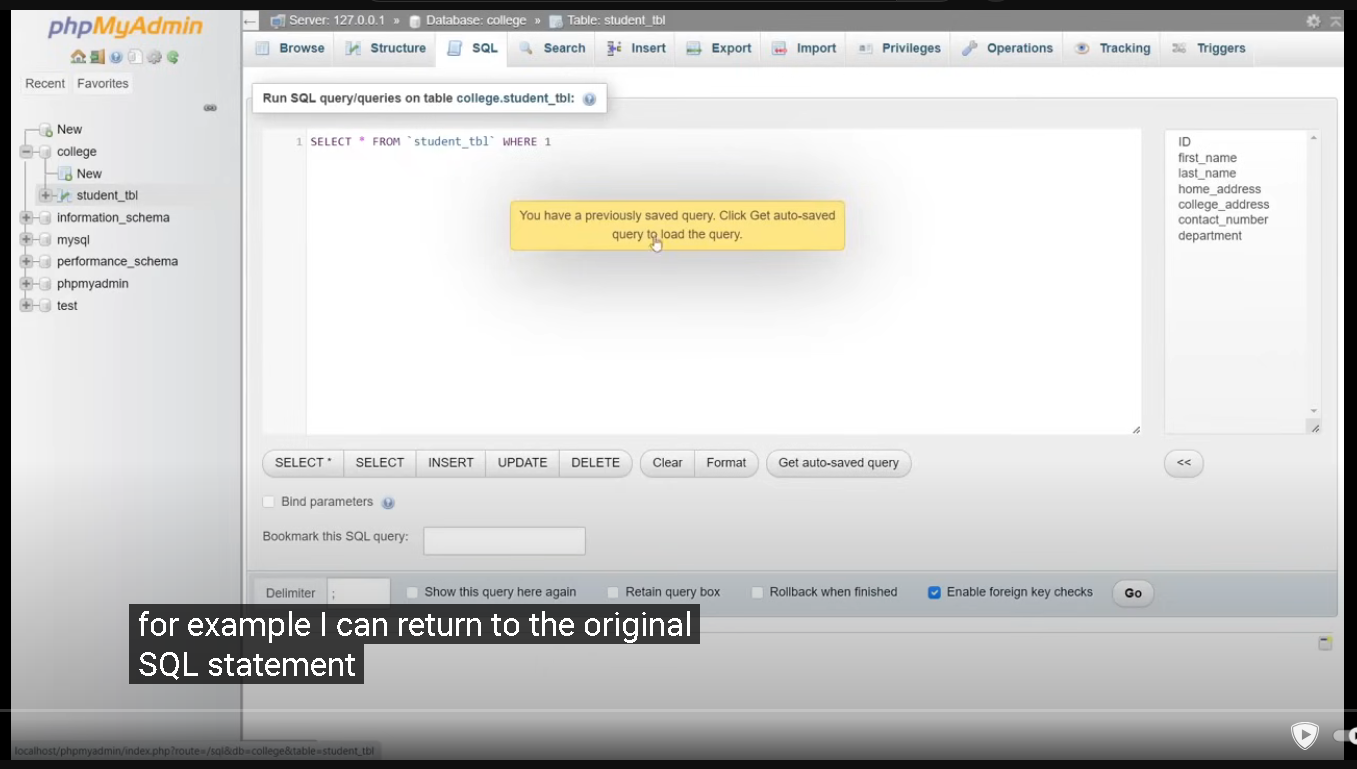 phpMyAdmin
Recent Favorites
New
college
New
student_tbl
information_schema
mysql
performance_schema
phpmyadmin
test
Server: 127.0.0.1 » Database: college » Table: student_tbl
Browse Structure SQL Search Insert Export Import Privileges Operations Tracking Triggers
Run SQL query/queries on table college.student_tbl:
1 SELECT * FROM `student_tbl` WHERE 1
You have a previously saved query. Click Get auto-saved
query to load the query.
ID
first_name
last_name
home_address
college_address
contact_number
department
SELECT * SELECT INSERT UPDATE DELETE Clear Format Get auto-saved query <<
Bind parameters
Bookmark this SQL query:
Delimiter ; Show this query here again Retain query box Rollback when finished Enable foreign key checks Go
for example I can return to the original
SQL statement
localhost/phpmyadmin/index.php?route=/sql&db=college&table=student_tbl